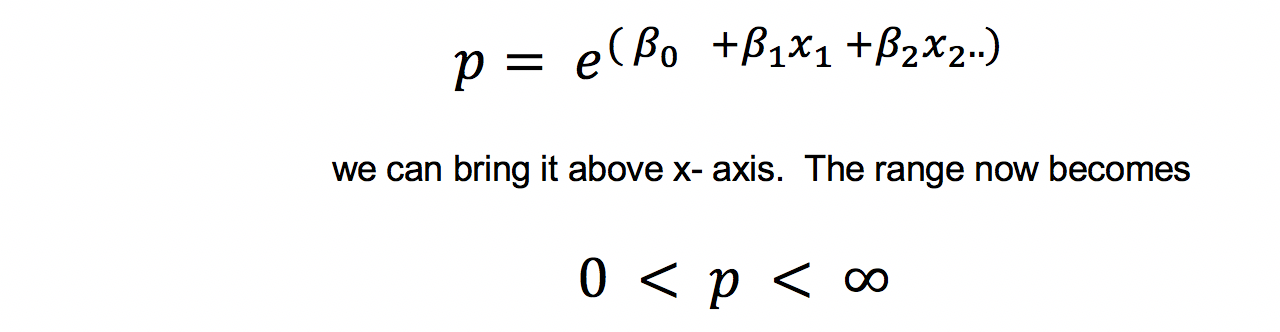 p = e^(β₀ +β₁x₁ +β₂x₂..)
we can bring it above x- axis. The range now becomes
0 < p < ∞